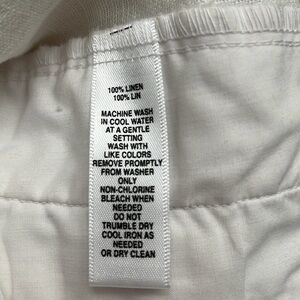 100% LINEN
100% LIN
MACHINE WASH
IN COOL WATER
AT A GENTLE
SETTING
WASH WITH
LIKE COLORS
REMOVE PROMPTLY
FROM WASHER
ONLY
NON-CHLORINE
BLEACH WHEN
NEEDED
DO NOT
TRUMBLE DRY
COOL IRON AS
NEEDED
OR DRY CLEAN